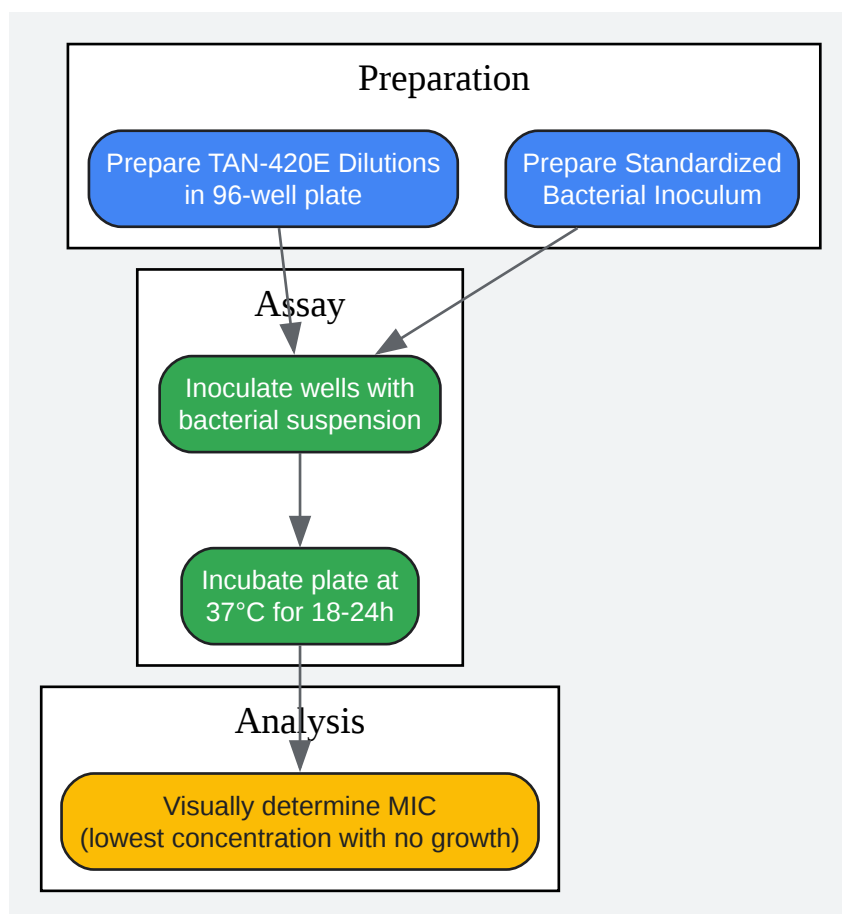 Preparation
Prepare TAN-420E Dilutions
in 96-well plate
Prepare Standardized
Bacterial Inoculum
Assay
Inoculate wells with
bacterial suspension
Incubate plate at
37°C for 18-24h
Analysis
Visually determine MIC
(lowest concentration with no growth)